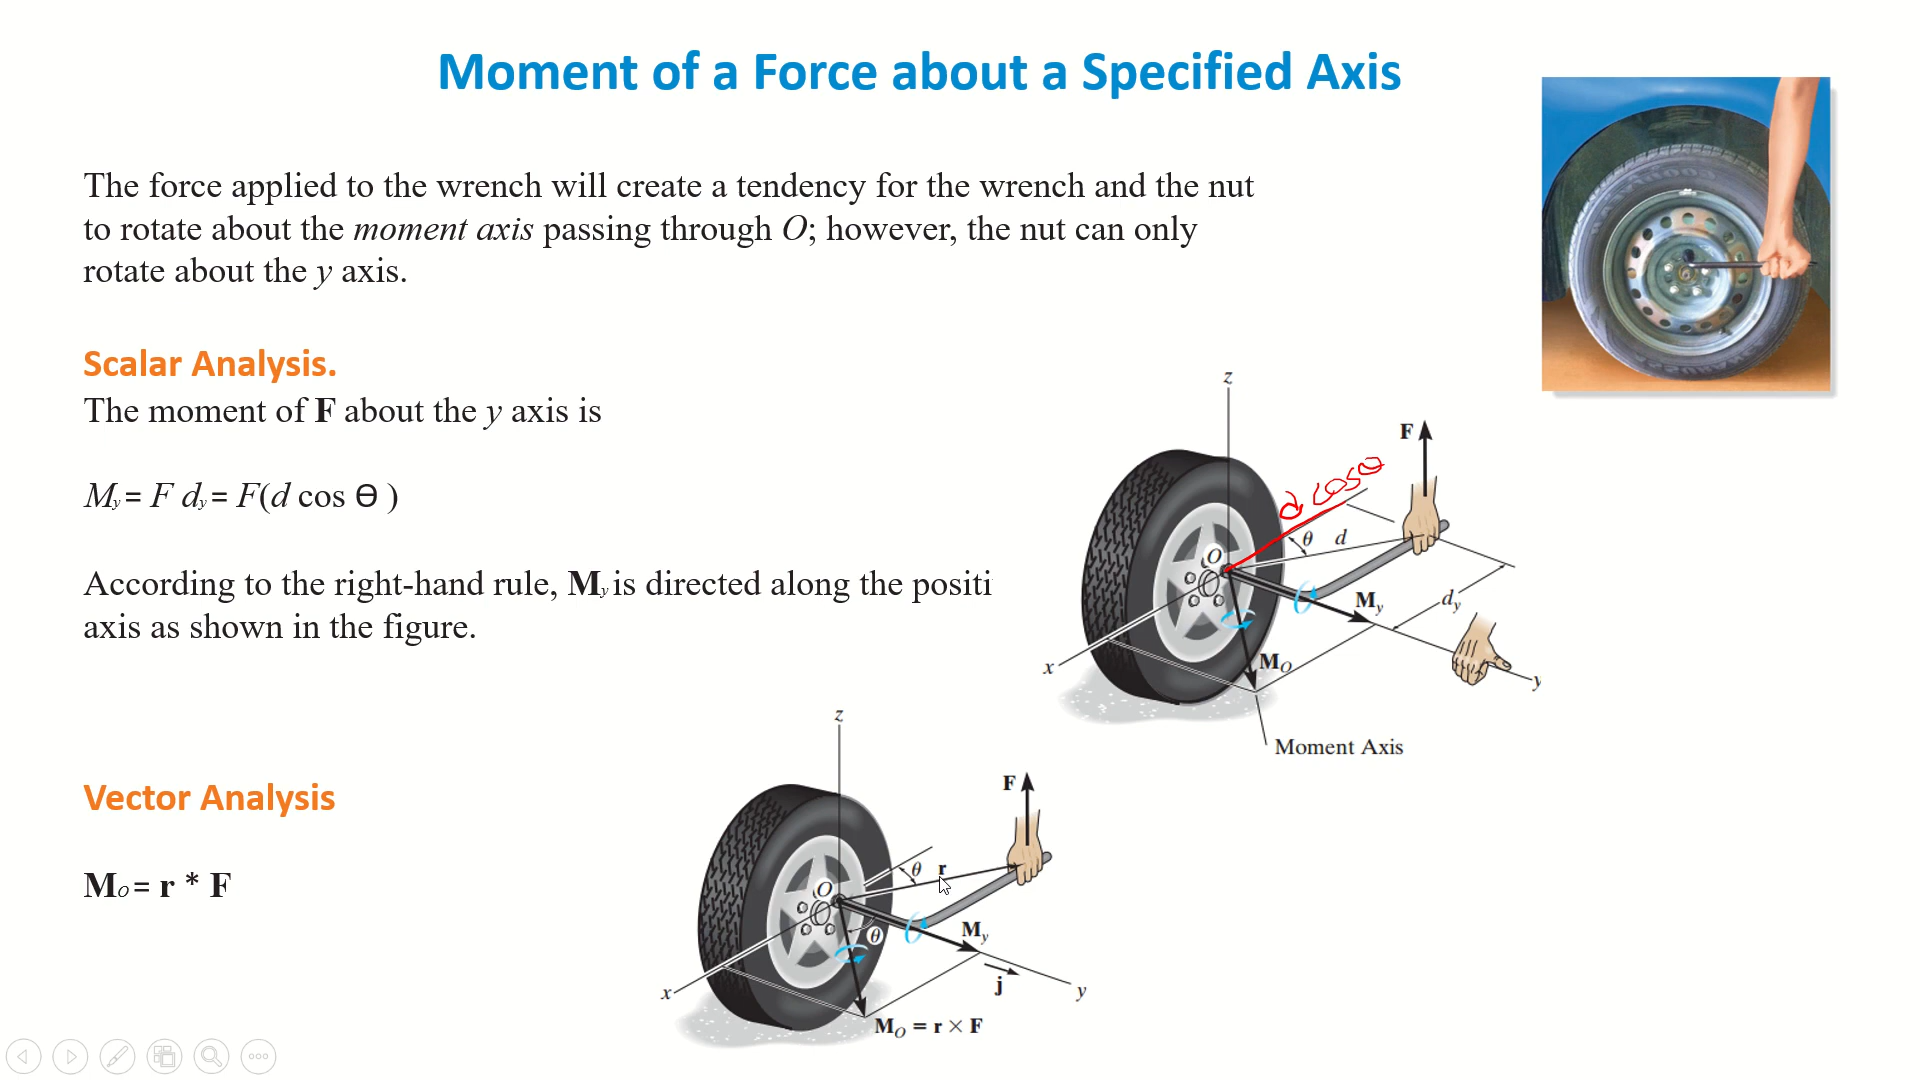 Moment of a Force about a Specified Axis
The force applied to the wrench will create a tendency for the wrench and the nut
to rotate about the moment axis passing through O; however, the nut can only
rotate about the y axis.
Scalar Analysis.
The moment of F about the y axis is
My = F dy = F(d cos ϴ )
According to the right-hand rule, My is directed along the positi
axis as shown in the figure.
z
F
d cosθ
θ d
O
My
dy
x
MO
y
Moment Axis
Vector Analysis
MO = r * F
z
F
θ r
O
θ
My
j
x
y
MO = r × F